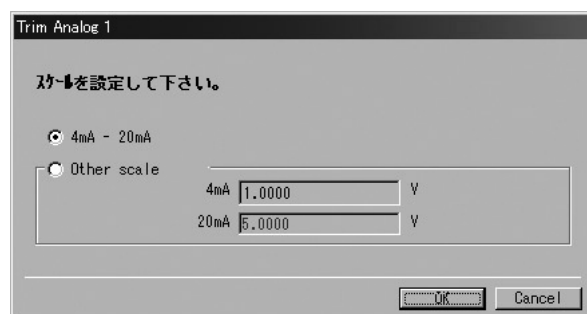 Trim Analog 1
ｽｹｰﾙを設定して下さい。
4mA - 20mA
Other scale
4mA 1.0000 V
20mA 5.0000 V
OK Cancel